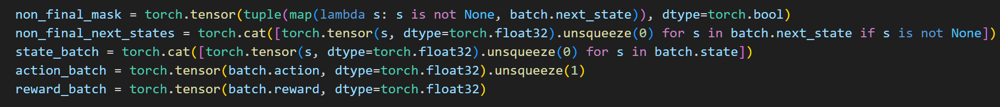 non_final_mask = torch.tensor(tuple(map(lambda s: s is not None, batch.next_state)), dtype=torch.bool)
non_final_next_states = torch.cat([torch.tensor(s, dtype=torch.float32).unsqueeze(0) for s in batch.next_state if s is not None])
state_batch = torch.cat([torch.tensor(s, dtype=torch.float32).unsqueeze(0) for s in batch.state])
action_batch = torch.tensor(batch.action, dtype=torch.float32).unsqueeze(1)
reward_batch = torch.tensor(batch.reward, dtype=torch.float32)